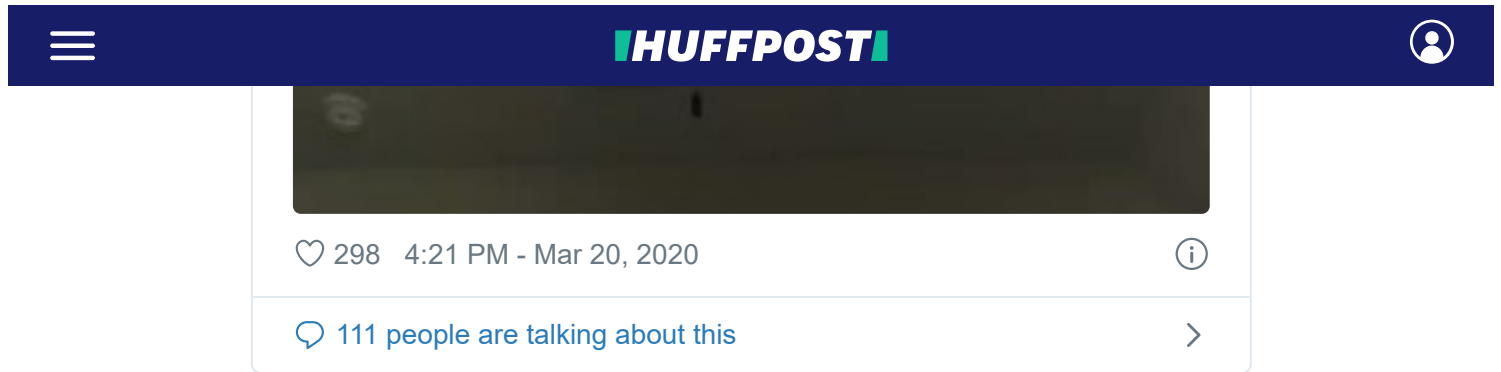 HUFFPOST
298 4:21 PM - Mar 20, 2020
111 people are talking about this